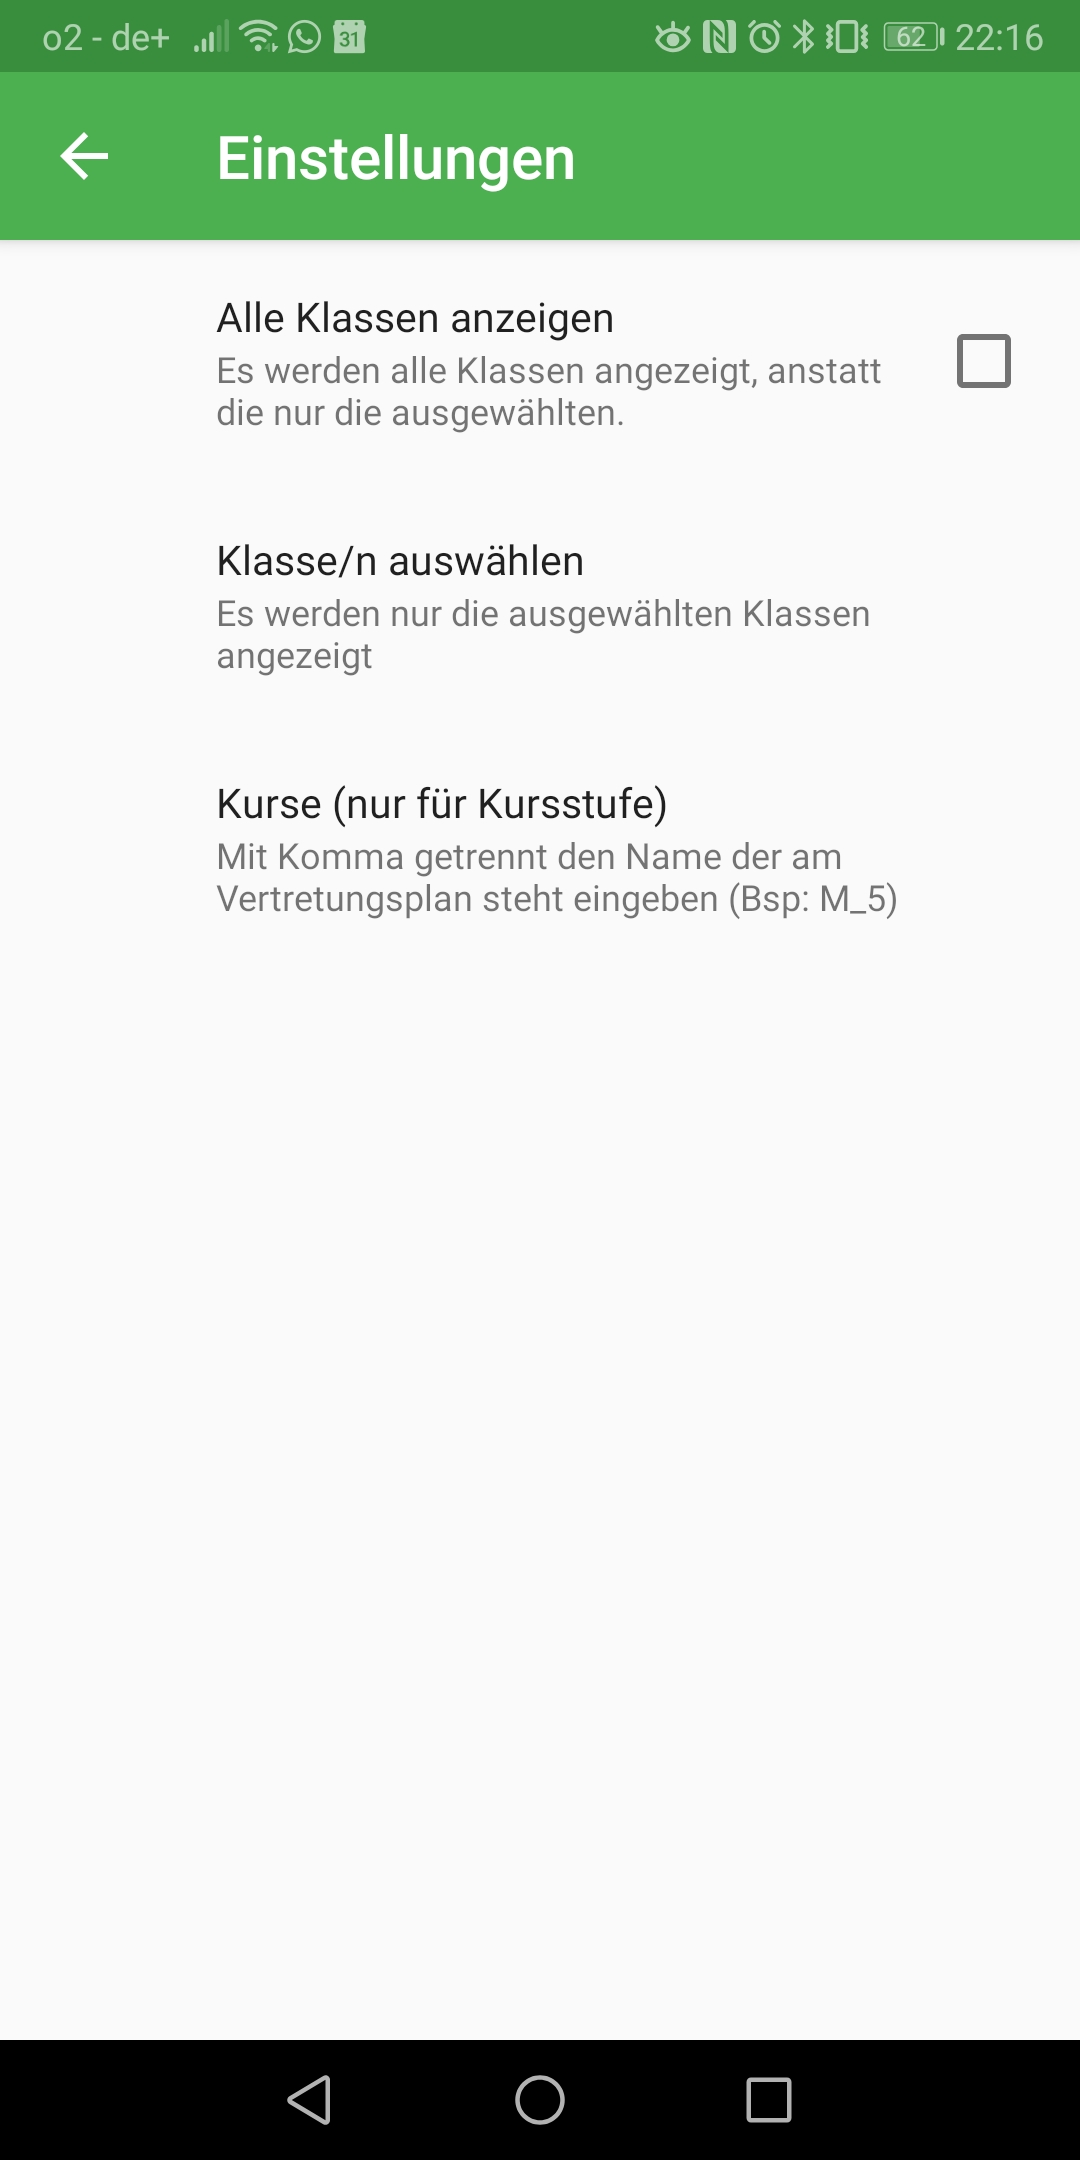 o2 - de+ 31 62 22:16
Einstellungen
Alle Klassen anzeigen
Es werden alle Klassen angezeigt, anstatt
die nur die ausgewählten.
Klasse/n auswählen
Es werden nur die ausgewählten Klassen
angezeigt
Kurse (nur für Kursstufe)
Mit Komma getrennt den Name der am
Vertretungsplan steht eingeben (Bsp: M_5)